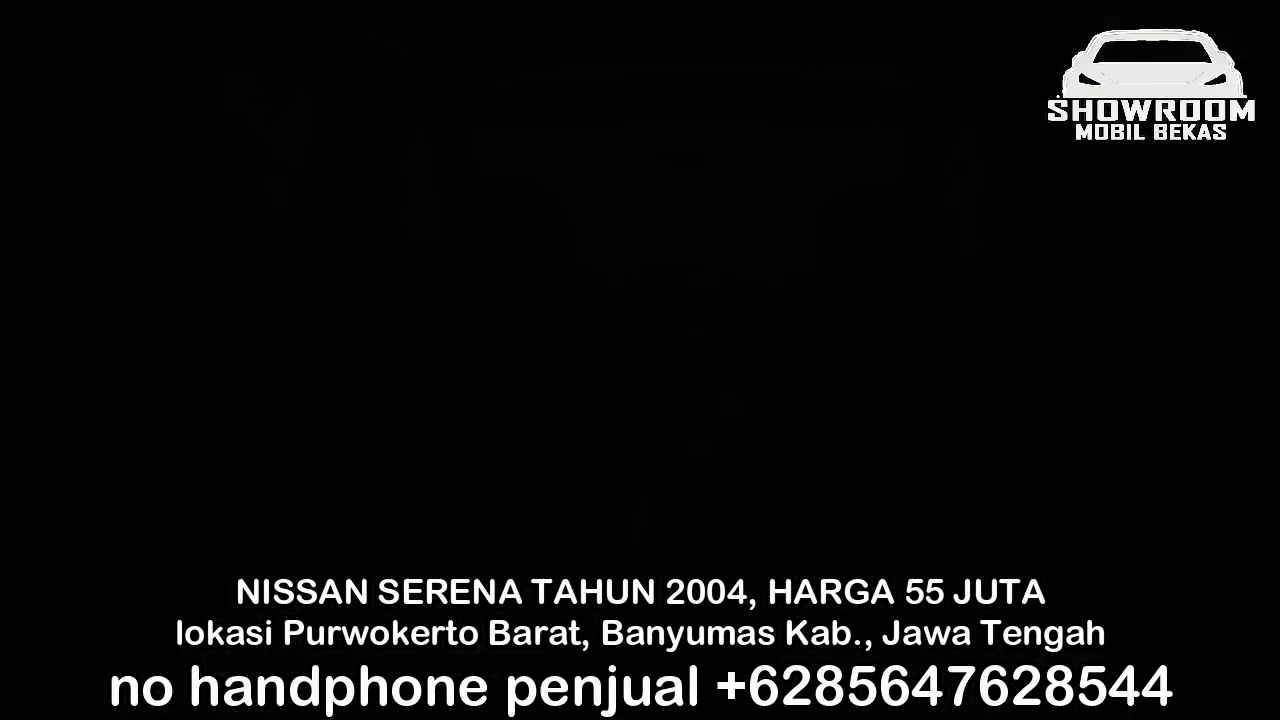 SHOWROOM
MOBIL BEKAS
NISSAN SERENA TAHUN 2004, HARGA 55 JUTA
lokasi Purwokerto Barat, Banyumas Kab., Jawa Tengah
no handphone penjual +6285647628544